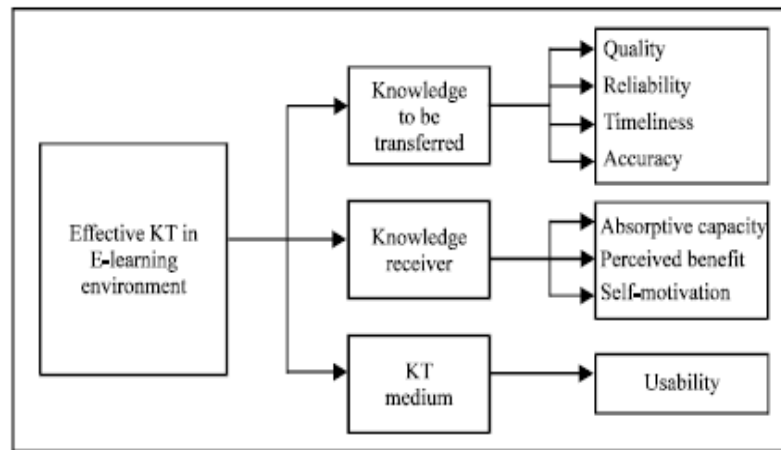 Effective KT in
E-learning
environment
Knowledge
to be
transferred
Quality
Reliability
Timeliness
Accuracy
Knowledge
receiver
Absorptive capacity
Perceived benefit
Self-motivation
KT
medium
Usability